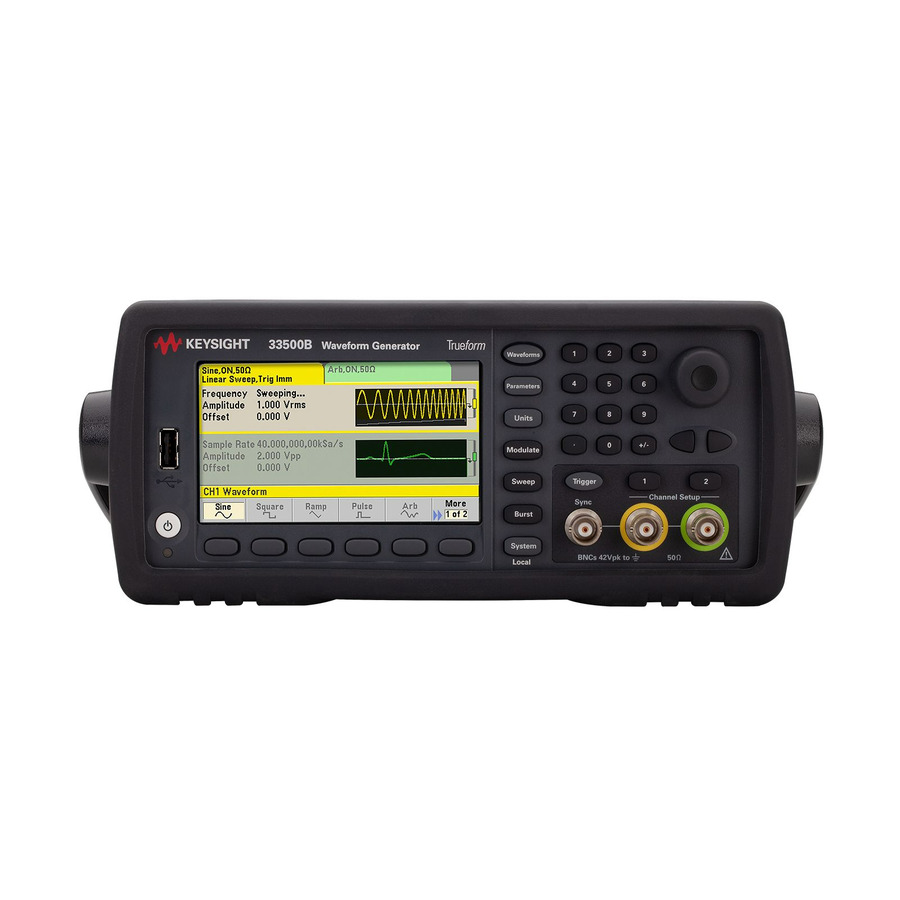 KEYSIGHT 33500B Waveform Generator Trueform
Sine,ON,50Ω Arb,ON,50Ω
Linear Sweep,Trig Imm
Frequency Sweeping...
Amplitude 1.000 Vrms
Offset 0.000 V
Sample Rate 40.000,000,00kSa/s
Amplitude 2.000 Vpp
Offset 0.000 V
CH1 Waveform
Sine Square Ramp Pulse Arb More
1 of 2
Waveforms 1 2 3
Parameters 4 5 6
Units 7 8 9
Modulate . 0 +/-
Sweep Trigger 1 2
Sync Channel Setup
Burst
System
Local
BNCs 42Vpk to 50Ω